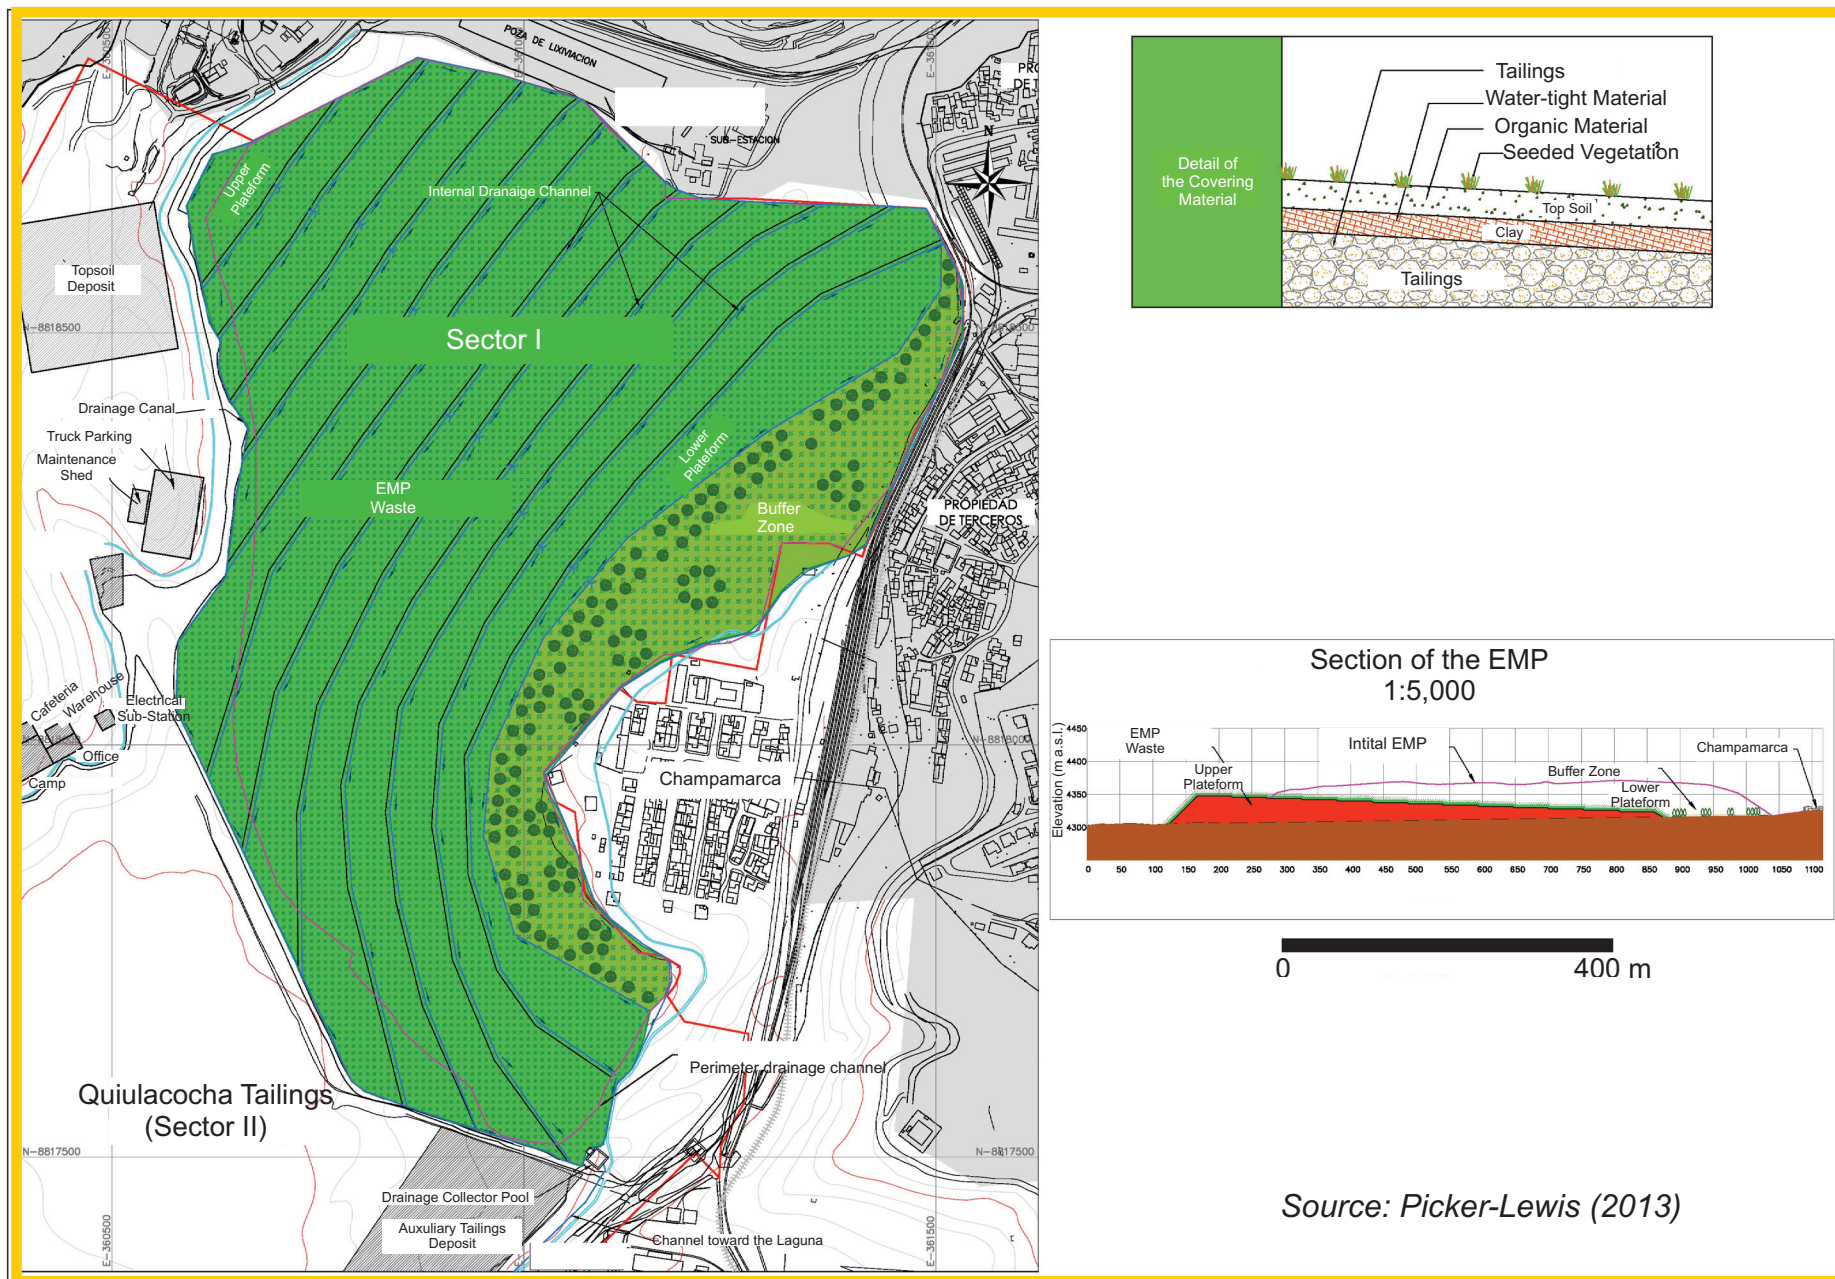 E-360500
E-361000
E-361500
POZA DE LIXIVIACION
SUB-ESTACION
N
Upper
Plateform
Internal Dranaige Channel
Topsoil
Deposit
N-8818500
N-8818500
Sector I
Drainage Canal
Truck Parking
Maintenance
Shed
Lower
Plateform
EMP
Waste
Buffer
Zone
PROPIEDAD
DE TERCEROS
Cafeteria
Warehouse
Electrical
Sub-Station
Office
Camp
N-8818000
Champamarca
Perimeter drainage channel
Quiulacocha Tailings
(Sector II)
N-8817500
N-8817500
Drainage Collector Pool
Auxuliary Tailings
Deposit
Channel toward the Laguna
E-360500
E-361500
Detail of
the Covering
Material
Tailings
Water-tight Material
Organic Material
Seeded Vegetation
Top Soil
Clay
Tailings
Section of the EMP
1:5,000
Elevation (m a.s.l.)
4450
4400
4350
4300
EMP
Waste
Upper
Plateform
Intital EMP
Buffer Zone
Lower
Plateform
Champamarca
0 50 100 150 200 250 300 350 400 450 500 550 600 650 700 750 800 850 900 950 1000 1050 1100
0 400 m
Source: Picker-Lewis (2013)